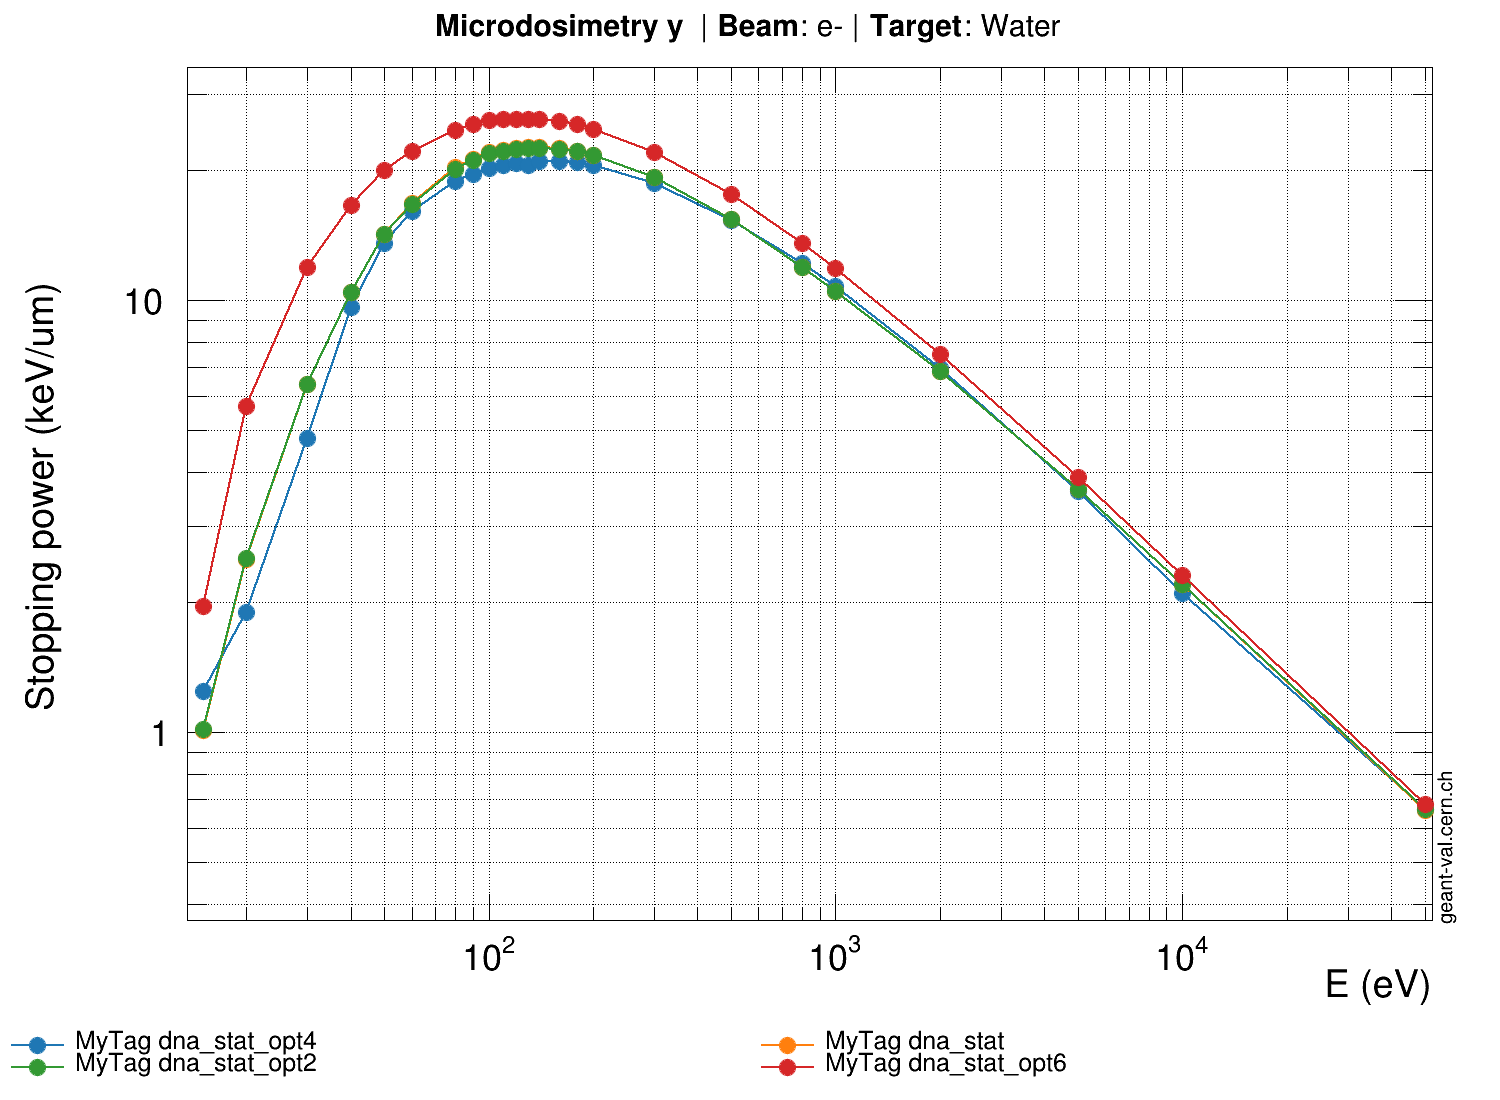 Microdosimetry y | Beam: e- | Target: Water
Stopping power (keV/um)
10
1
10²
10³
10⁴
E (eV)
geant-val.cern.ch
MyTag dna_stat_opt4
MyTag dna_stat
MyTag dna_stat_opt2
MyTag dna_stat_opt6